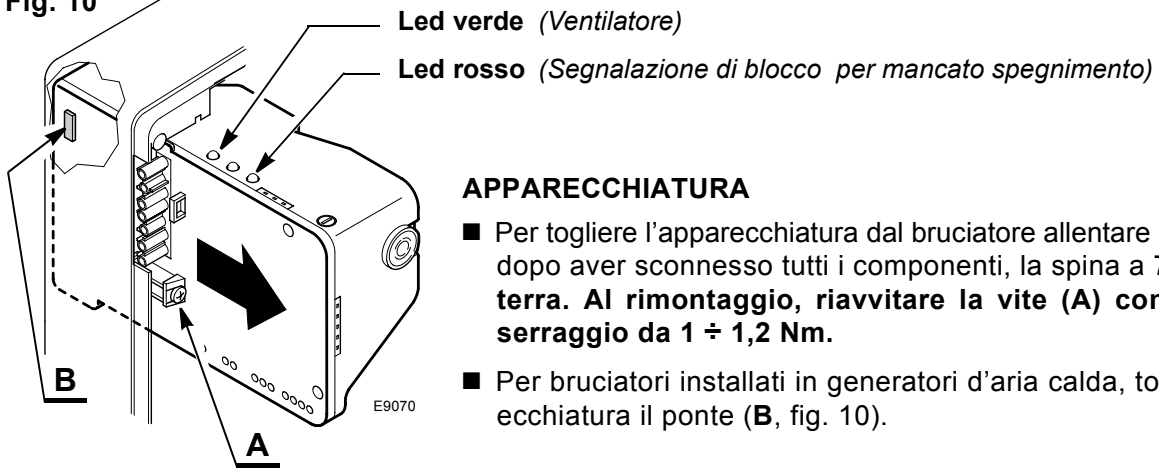 Fig. 10
Led verde (Ventilatore)
Led rosso (Segnalazione di blocco per mancato spegnimento)
APPARECCHIATURA
■ Per togliere l’apparecchiatura dal bruciatore allentare
dopo aver sconnesso tutti i componenti, la spina a 7
terra. Al rimontaggio, riavvitare la vite (A) con
serraggio da 1 ÷ 1,2 Nm.
■ Per bruciatori installati in generatori d’aria calda, to
ecchiatura il ponte (B, fig. 10).
B
E9070
A